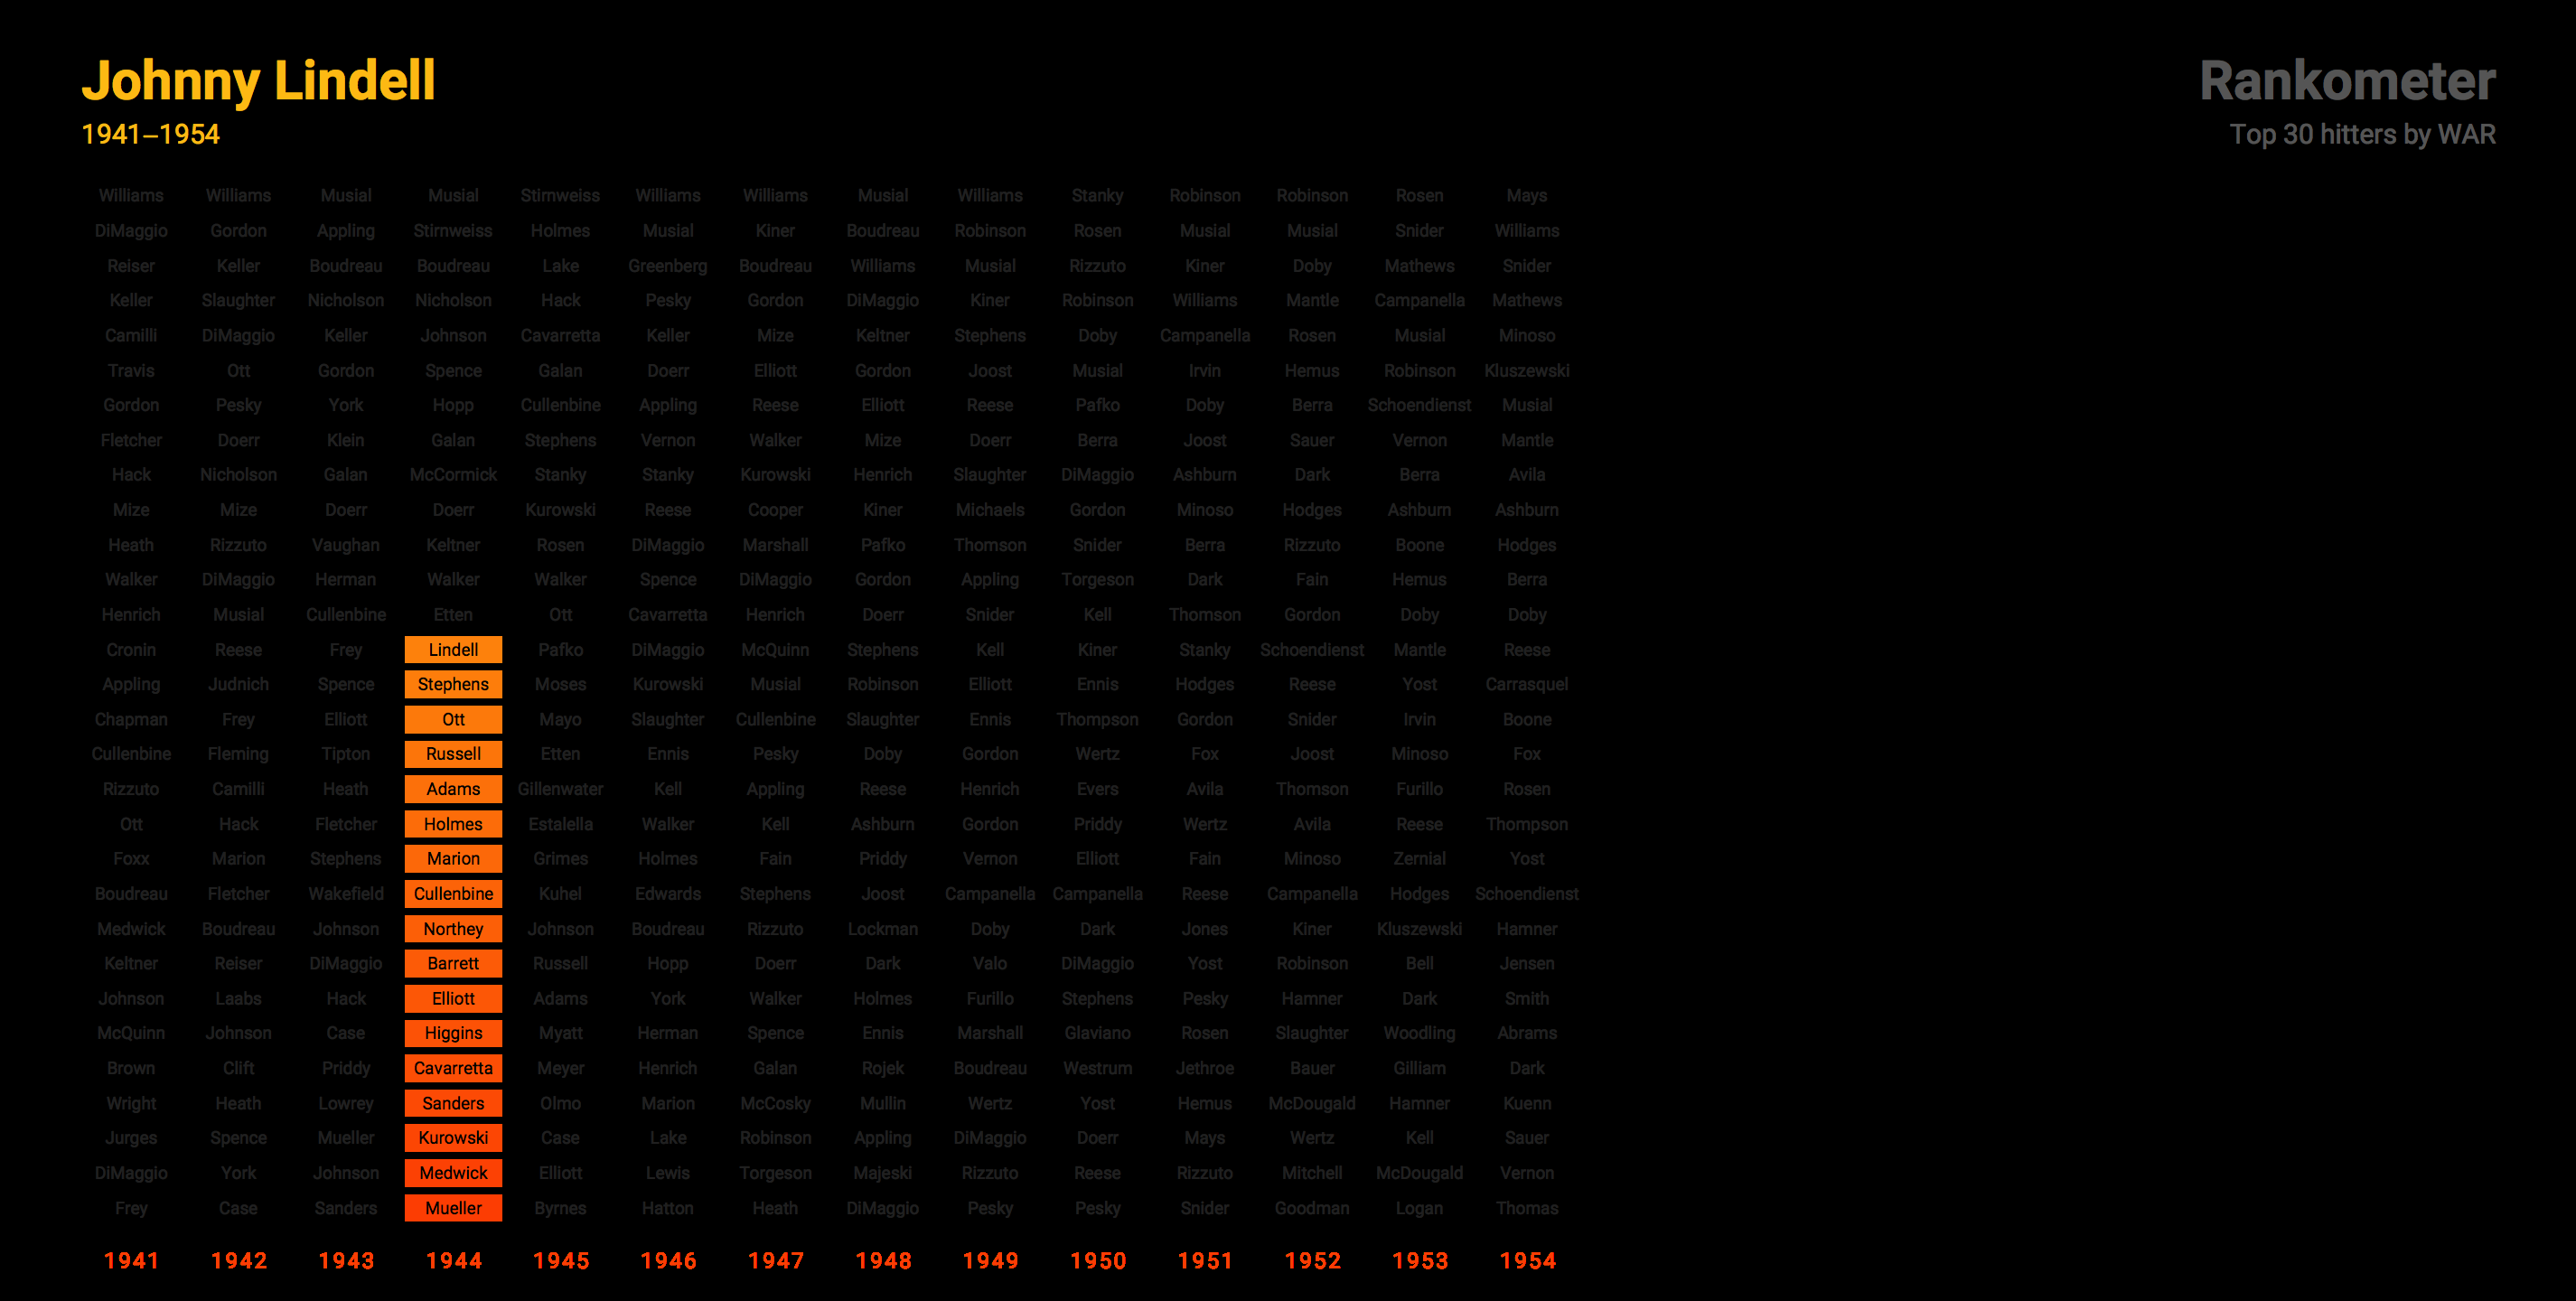 Johnny Lindell
1941–1954
Rankometer
Top 30 hitters by WAR
Williams Williams Musial Musial Stirnweiss Williams Williams Musial Williams Stanky Robinson Robinson Rosen Mays
DiMaggio Gordon Appling Stirnweiss Holmes Musial Kiner Boudreau Robinson Rosen Musial Musial Snider Williams
Reiser Keller Boudreau Boudreau Lake Greenberg Boudreau Williams Musial Rizzuto Kiner Doby Mathews Snider
Keller Slaughter Nicholson Nicholson Hack Pesky Gordon DiMaggio Kiner Robinson Williams Mantle Campanella Mathews
Camilli DiMaggio Keller Johnson Cavarretta Keller Mize Keltner Stephens Doby Campanella Rosen Musial Minoso
Travis Ott Gordon Spence Galan Doerr Elliott Gordon Joost Musial Irvin Hemus Robinson Kluszewski
Gordon Pesky York Hopp Cullenbine Appling Reese Elliott Reese Pafko Doby Berra Schoendienst Musial
Fletcher Doerr Klein Galan Stephens Vernon Walker Mize Doerr Berra Joost Sauer Vernon Mantle
Hack Nicholson Galan McCormick Stanky Stanky Kurowski Henrich Slaughter DiMaggio Ashburn Dark Berra Avila
Mize Mize Doerr Doerr Kurowski Reese Cooper Kiner Michaels Gordon Minoso Hodges Ashburn Ashburn
Heath Rizzuto Vaughan Keltner Rosen DiMaggio Marshall Pafko Thomson Snider Berra Rizzuto Boone Hodges
Walker DiMaggio Herman Walker Walker Spence DiMaggio Gordon Appling Torgeson Dark Fain Hemus Berra
Henrich Musial Cullenbine Etten Ott Cavarretta Henrich Doerr Snider Kell Thomson Gordon Doby Doby
Cronin Reese Frey Lindell Pafko DiMaggio McQuinn Stephens Kell Kiner Stanky Schoendienst Mantle Reese
Appling Judnich Spence Stephens Moses Kurowski Musial Robinson Elliott Ennis Hodges Reese Yost Carrasquel
Chapman Frey Elliott Ott Mayo Slaughter Cullenbine Slaughter Ennis Thompson Gordon Snider Irvin Boone
Cullenbine Fleming Tipton Russell Etten Ennis Pesky Doby Gordon Wertz Fox Joost Minoso Fox
Rizzuto Camilli Heath Adams Gillenwater Kell Appling Reese Henrich Evers Avila Thomson Furillo Rosen
Ott Hack Fletcher Holmes Estalella Walker Kell Ashburn Gordon Priddy Wertz Avila Reese Thompson
Foxx Marion Stephens Marion Grimes Holmes Fain Priddy Vernon Elliott Fain Minoso Zernial Yost
Boudreau Fletcher Wakefield Cullenbine Kuhel Edwards Stephens Joost Campanella Campanella Reese Campanella Hodges Schoendienst
Medwick Boudreau Johnson Northey Johnson Boudreau Rizzuto Lockman Doby Dark Jones Kiner Kluszewski Hamner
Keltner Reiser DiMaggio Barrett Russell Hopp Doerr Dark Valo DiMaggio Yost Robinson Bell Jensen
Johnson Laabs Hack Elliott Adams York Walker Holmes Furillo Stephens Pesky Hamner Dark Smith
McQuinn Johnson Case Higgins Myatt Herman Spence Ennis Marshall Glaviano Rosen Slaughter Woodling Abrams
Brown Clift Priddy Cavarretta Meyer Henrich Galan Rojek Boudreau Westrum Jethroe Bauer Gilliam Dark
Wright Heath Lowrey Sanders Olmo Marion McCosky Mullin Wertz Yost Hemus McDougald Hamner Kuenn
Jurges Spence Mueller Kurowski Case Lake Robinson Appling DiMaggio Doerr Mays Wertz Kell Sauer
DiMaggio York Johnson Medwick Elliott Lewis Torgeson Majeski Rizzuto Reese Rizzuto Mitchell McDougald Vernon
Frey Case Sanders Mueller Byrnes Hatton Heath DiMaggio Pesky Pesky Snider Goodman Logan Thomas
1941 1942 1943 1944 1945 1946 1947 1948 1949 1950 1951 1952 1953 1954